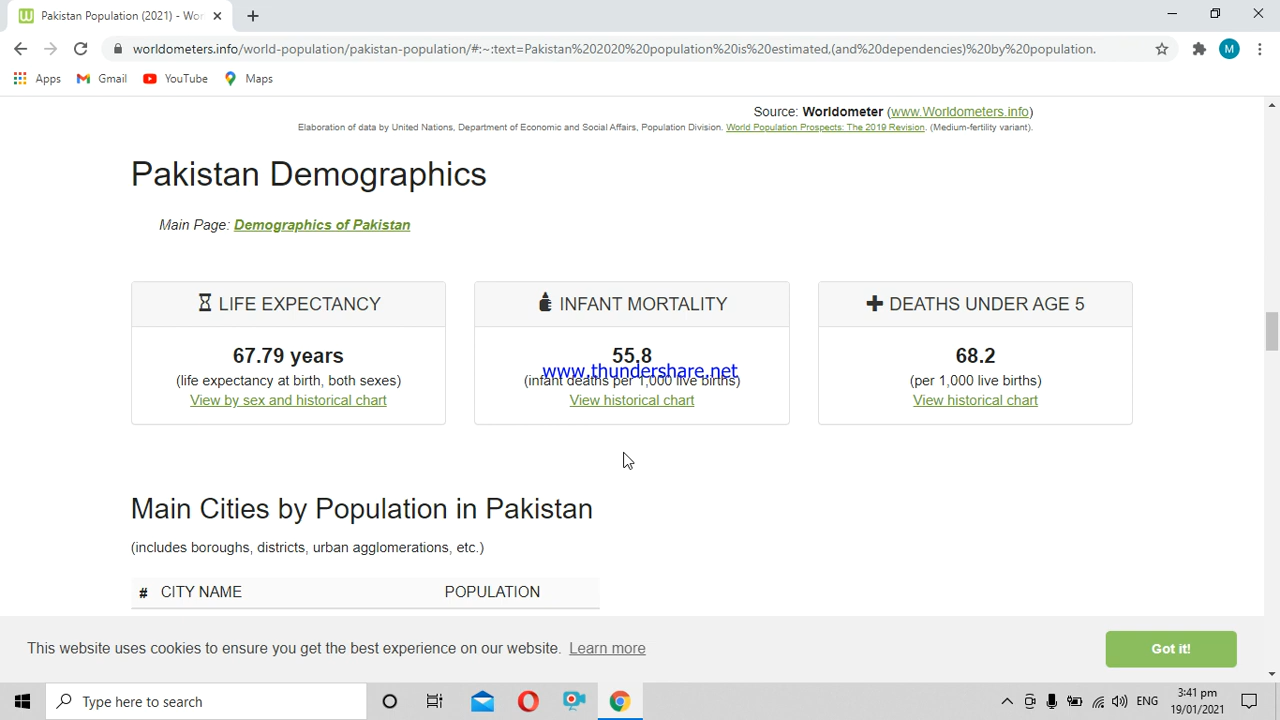 Pakistan Population (2021) - Wor
worldometers.info/world-population/pakistan-population/#:~:text=Pakistan%202020%20population%20is%20estimated,(and%20dependencies)%20by%20population.
M
Apps Gmail YouTube Maps
Source: Worldometer (www.Worldometers.info)
Elaboration of data by United Nations, Department of Economic and Social Affairs, Population Division. World Population Prospects: The 2019 Revision. (Medium-fertility variant).
Pakistan Demographics
Main Page: Demographics of Pakistan
LIFE EXPECTANCY
67.79 years
(life expectancy at birth, both sexes)
View by sex and historical chart
INFANT MORTALITY
55.8
www.thundershare.net
(infant deaths per 1,000 live births)
View historical chart
DEATHS UNDER AGE 5
68.2
(per 1,000 live births)
View historical chart
Main Cities by Population in Pakistan
(includes boroughs, districts, urban agglomerations, etc.)
# CITY NAME POPULATION
This website uses cookies to ensure you get the best experience on our website. Learn more
Got it!
Type here to search
ENG
3:41 pm
19/01/2021